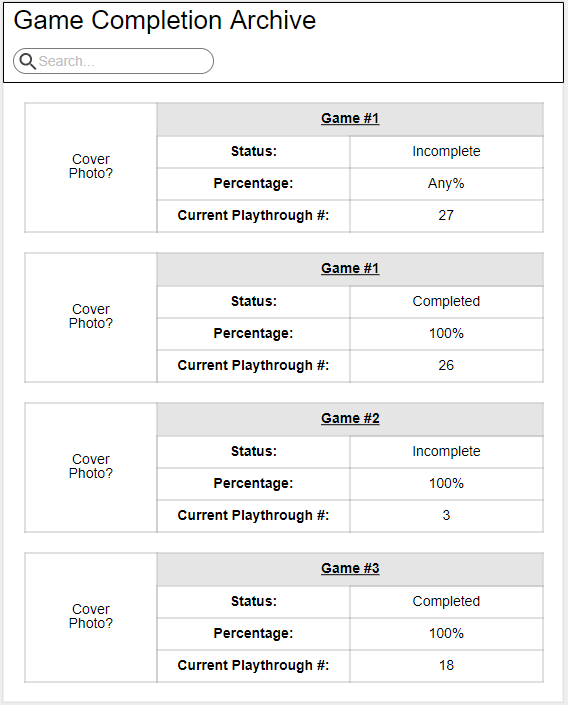 Game Completion Archive
Search...
Cover
Photo?
Game #1
Status: Incomplete
Percentage: Any%
Current Playthrough #: 27
Cover
Photo?
Game #1
Status: Completed
Percentage: 100%
Current Playthrough #: 26
Cover
Photo?
Game #2
Status: Incomplete
Percentage: 100%
Current Playthrough #: 3
Cover
Photo?
Game #3
Status: Completed
Percentage: 100%
Current Playthrough #: 18